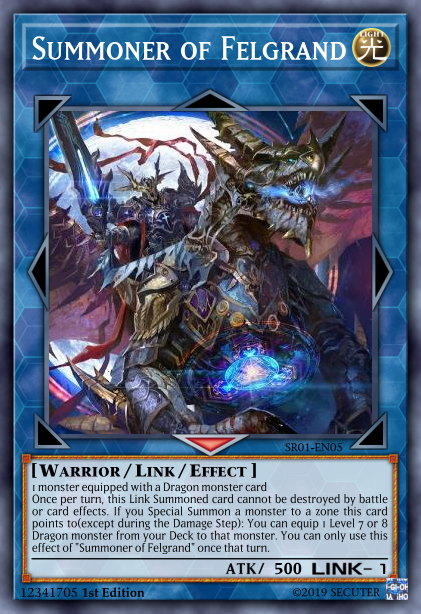 SUMMONER OF FELGRAND
LIGHT
光
SR01-EN05
[WARRIOR / LINK / EFFECT ]
1 monster equipped with a Dragon monster card
Once per turn, this Link Summoned card cannot be destroyed by battle
or card effects. If you Special Summon a monster to a zone this card
points to(except during the Damage Step): You can equip 1 Level 7 or 8
Dragon monster from your Deck to that monster. You can only use this
effect of "Summoner of Felgrand" once that turn.
ATK/ 500 LINK- 1
12341705 1st Edition ©2019 SECUTER